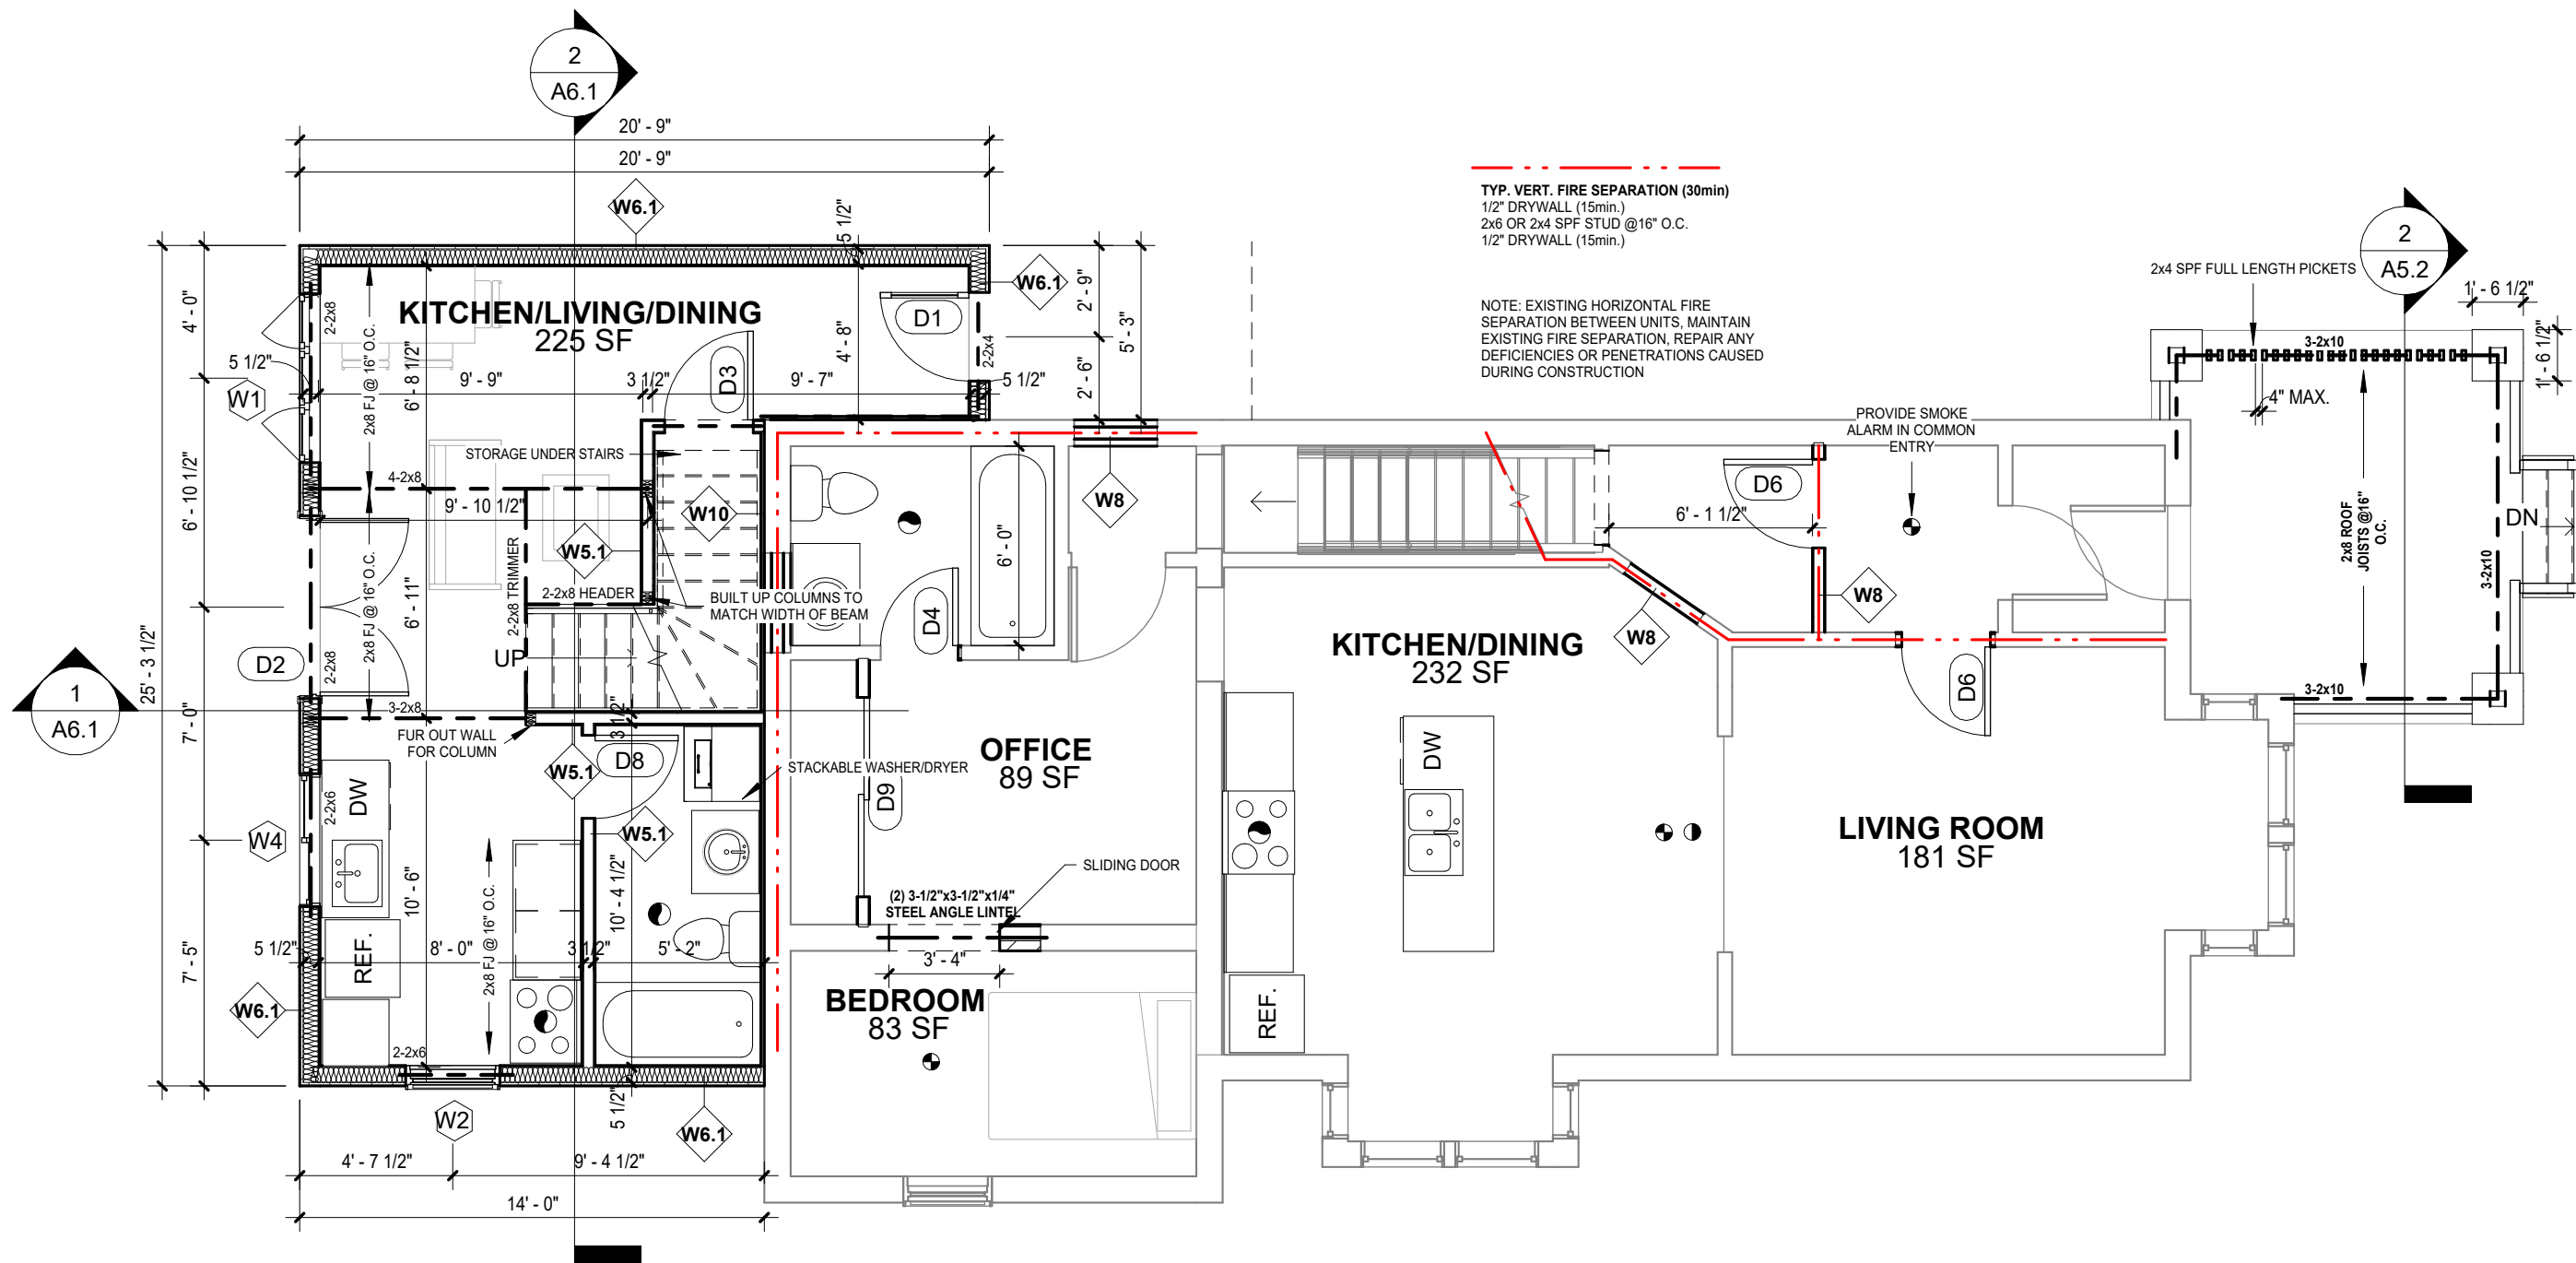 2
A6.1
20' - 9"
20' - 9"
W6.1
5 1/2"
W6.1
2' - 9"
5' - 3"
2' - 6"
4' - 0"
2-2x8
2x8 FJ @ 16" O.C.
KITCHEN/LIVING/DINING
225 SF
6' - 8 1/2"
4' - 8"
D1
2-2x4
D3
5 1/2"
W1
9' - 9"
3 1/2"
9' - 7"
5 1/2"
TYP. VERT. FIRE SEPARATION (30min)
1/2" DRYWALL (15min.)
2x6 OR 2x4 SPF STUD @16" O.C.
1/2" DRYWALL (15min.)
NOTE: EXISTING HORIZONTAL FIRE
SEPARATION BETWEEN UNITS, MAINTAIN
EXISTING FIRE SEPARATION, REPAIR ANY
DEFICIENCIES OR PENETRATIONS CAUSED
DURING CONSTRUCTION
2
A5.2
2x4 SPF FULL LENGTH PICKETS
1' - 6 1/2"
1' - 6 1/2"
3-2x10
4" MAX.
PROVIDE SMOKE
ALARM IN COMMON
ENTRY
2x8 ROOF
JOISTS @16"
O.C.
3-2x10
DN
3-2x10
6' - 10 1/2"
STORAGE UNDER STAIRS
4-2x8
9' - 10 1/2"
W10
W5.1
W8
6' - 0"
D6
6' - 1 1/2"
W8
W8
2x8 FJ @ 16" O.C.
6' - 11"
2-2x8 TRIMMER
2-2x8 HEADER
BUILT UP COLUMNS TO
MATCH WIDTH OF BEAM
D4
UP
D2
2-2x8
25' - 3 1/2"
1
A6.1
7' - 0"
3-2x8
3 1/2"
FUR OUT WALL
FOR COLUMN
W5.1
D8
STACKABLE WASHER/DRYER
D9
OFFICE
89 SF
KITCHEN/DINING
232 SF
D6
DW
LIVING ROOM
181 SF
2-2x6
DW
W4
W5.1
10' - 6"
2x8 FJ @ 16" O.C.
10' - 4 1/2"
SLIDING DOOR
(2) 3-1/2"x3-1/2"x1/4"
STEEL ANGLE LINTEL
3' - 4"
REF.
5 1/2"
8' - 0"
3 1/2"
5' - 2"
7' - 5"
W6.1
BEDROOM
83 SF
REF.
2-2x6
W2
5 1/2"
W6.1
4' - 7 1/2"
9' - 4 1/2"
14' - 0"